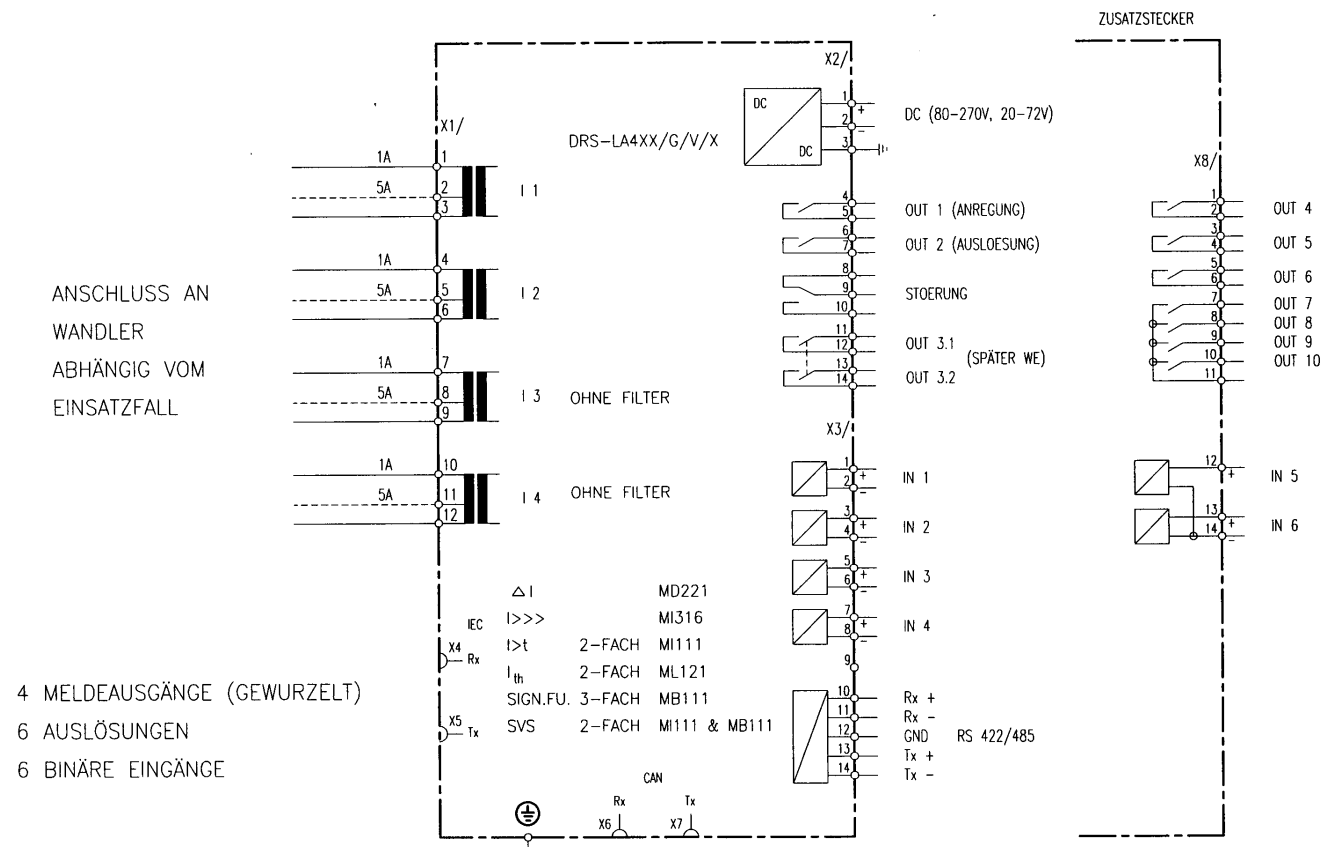 ZUSATZSTECKER
X2/
DC
DC
1
+
2
−
3
DC (80-270V, 20-72V)
DRS-LA4XX/G/V/X
X1/
1A
1
5A
2
3
I 1
1A
4
5A
5
6
I 2
1A
7
5A
8
9
I 3
OHNE FILTER
1A
10
5A
11
12
I 4
OHNE FILTER
ANSCHLUSS AN
WANDLER
ABHÄNGIG VOM
EINSATZFALL
4
5
OUT 1 (ANREGUNG)
6
7
OUT 2 (AUSLOESUNG)
8
9
10
STOERUNG
11
12
OUT 3.1
(SPÄTER WE)
13
14
OUT 3.2
X3/
1
+
2
−
IN 1
3
+
4
−
IN 2
5
+
6
−
IN 3
7
+
8
−
IN 4
9
10
Rx +
11
Rx −
12
GND
RS 422/485
13
Tx +
14
Tx −
X8/
1
2
OUT 4
3
4
OUT 5
5
6
OUT 6
7
OUT 7
8
OUT 8
9
OUT 9
10
OUT 10
11
12
+
IN 5
13
+
14
−
IN 6
△I MD221
I>>> MI316
I>t 2-FACH MI111
Ith 2-FACH ML121
SIGN.FU. 3-FACH MB111
SVS 2-FACH MI111 & MB111
IEC
X4
Rx
X5
Tx
4 MELDEAUSGÄNGE (GEWURZELT)
6 AUSLÖSUNGEN
6 BINÄRE EINGÄNGE
CAN
Rx
Tx
X6
X7